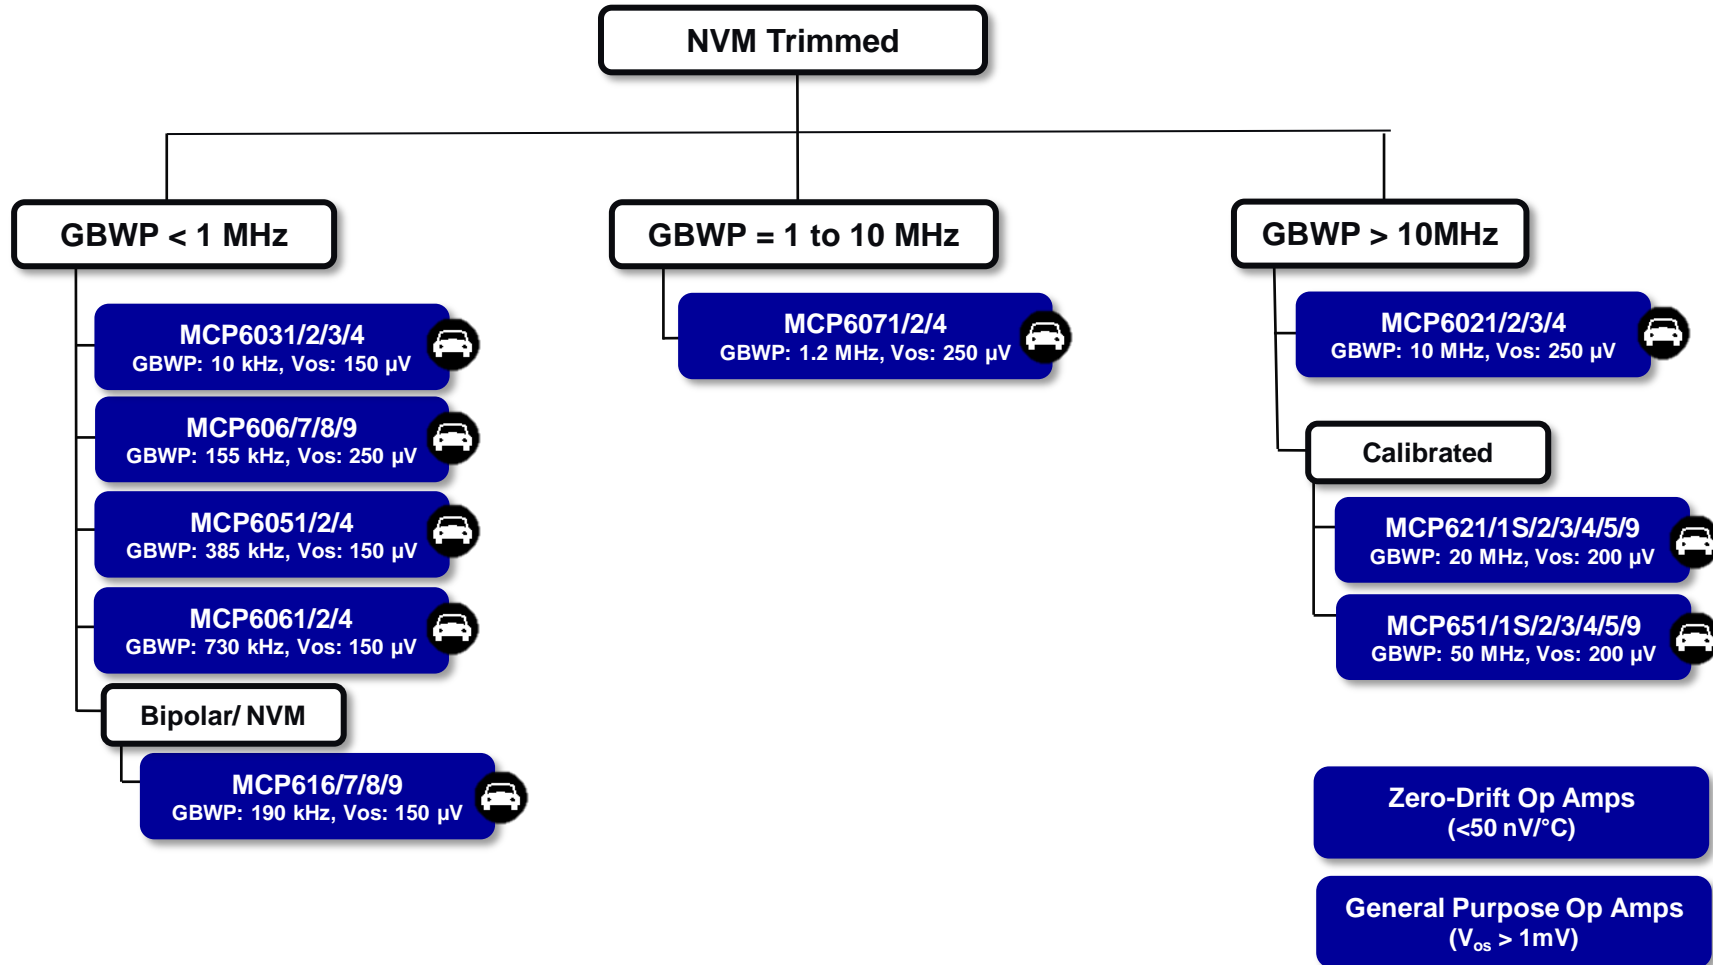 NVM Trimmed
GBWP < 1 MHz
MCP6031/2/3/4
GBWP: 10 kHz, Vos: 150 µV
MCP606/7/8/9
GBWP: 155 kHz, Vos: 250 µV
MCP6051/2/4
GBWP: 385 kHz, Vos: 150 µV
MCP6061/2/4
GBWP: 730 kHz, Vos: 150 µV
Bipolar/ NVM
MCP616/7/8/9
GBWP: 190 kHz, Vos: 150 µV
GBWP = 1 to 10 MHz
MCP6071/2/4
GBWP: 1.2 MHz, Vos: 250 µV
GBWP > 10MHz
MCP6021/2/3/4
GBWP: 10 MHz, Vos: 250 µV
Calibrated
MCP621/1S/2/3/4/5/9
GBWP: 20 MHz, Vos: 200 µV
MCP651/1S/2/3/4/5/9
GBWP: 50 MHz, Vos: 200 µV
Zero-Drift Op Amps
(<50 nV/°C)
General Purpose Op Amps
(Vos > 1mV)